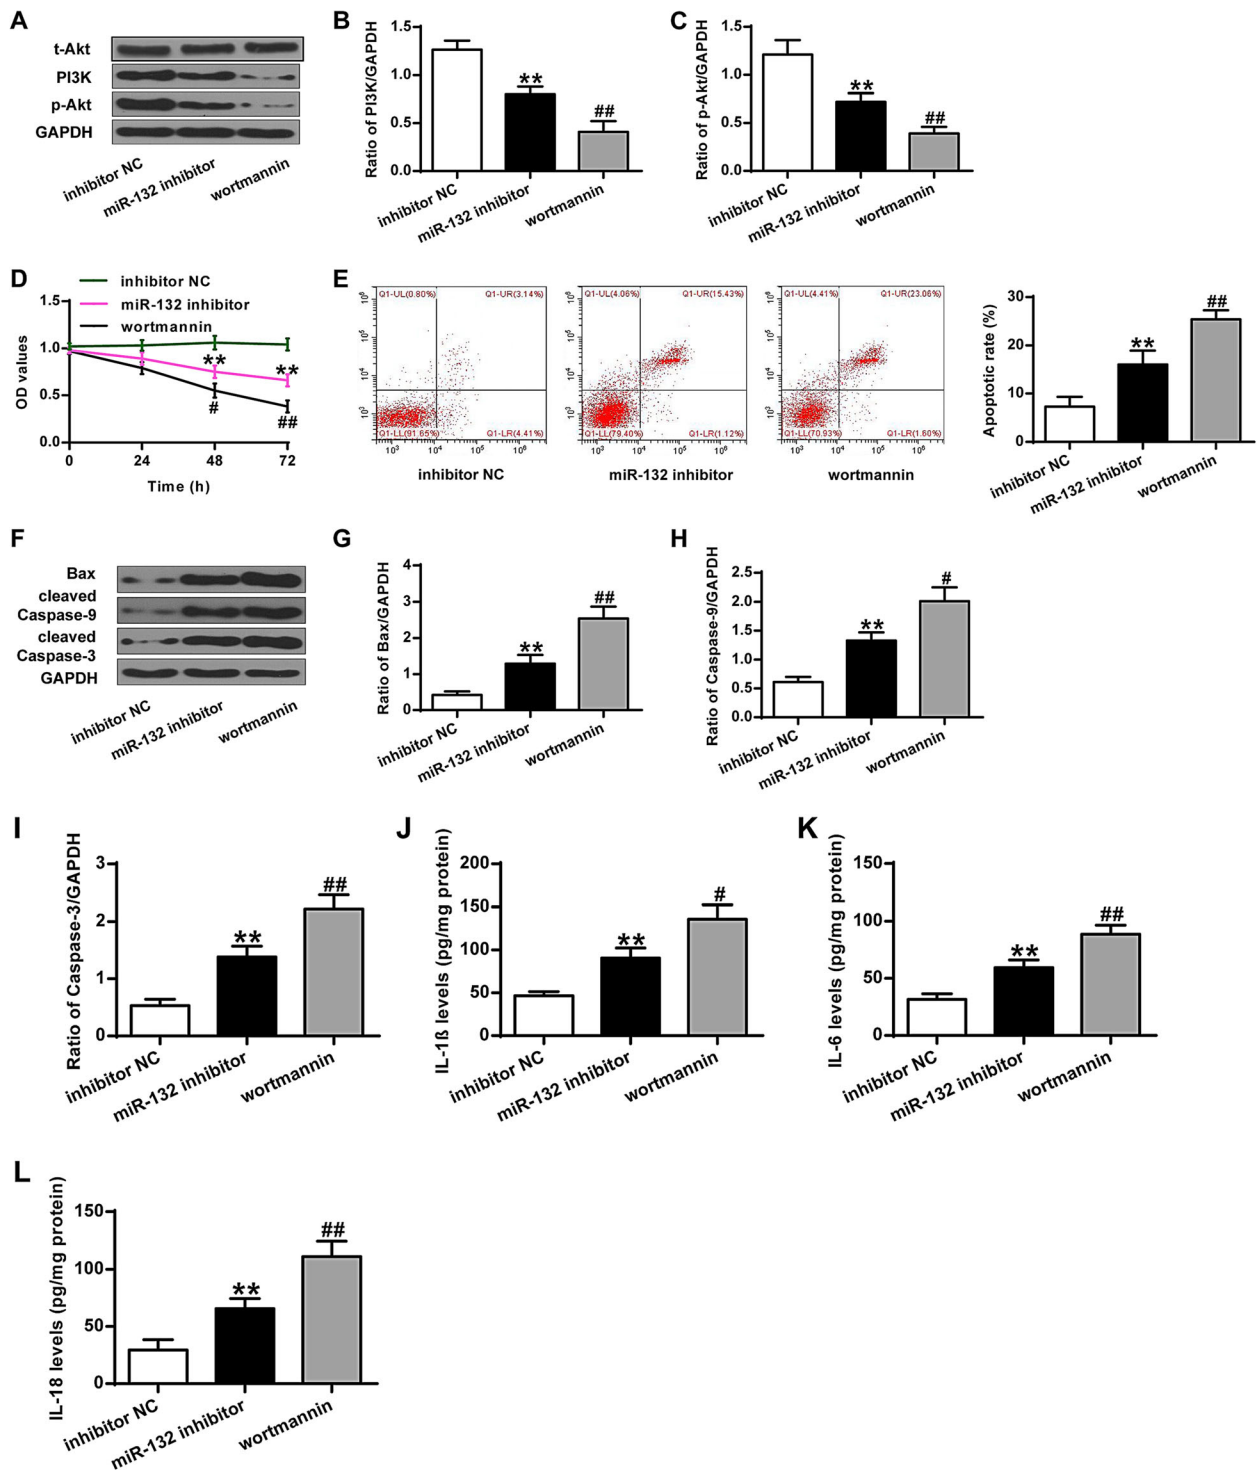 A
t-Akt
PI3K
p-Akt
GAPDH
inhibitor NC
miR-132 inhibitor
wortmannin
B
Ratio of PI3K/GAPDH
1.5
1.0
0.5
0.0
**
##
inhibitor NC
miR-132 inhibitor
wortmannin
C
Ratio of p-Akt/GAPDH
1.5
1.0
0.5
0.0
**
##
inhibitor NC
miR-132 inhibitor
wortmannin
D
inhibitor NC
miR-132 inhibitor
wortmannin
OD values
1.5
1.0
0.5
0.0
**
**
#
##
0 24 48 72
Time (h)
E
Q1-UL(0.80%) Q1-UR(3.14%)
Q1-LL(91.65%) Q1-LR(4.41%)
inhibitor NC
Q1-UL(4.06%) Q1-UR(15.43%)
Q1-LL(79.40%) Q1-LR(1.12%)
miR-132 inhibitor
Q1-UL(4.41%) Q1-UR(23.06%)
Q1-LL(70.93%) Q1-LR(1.60%)
wortmannin
Apoptotic rate (%)
30
20
10
0
**
##
inhibitor NC
miR-132 inhibitor
wortmannin
F
Bax
cleaved
Caspase-9
cleaved
Caspase-3
GAPDH
inhibitor NC
miR-132 inhibitor
wortmannin
G
Ratio of Bax/GAPDH
4
3
2
1
0
**
##
inhibitor NC
miR-132 inhibitor
wortmannin
H
Ratio of Caspase-9/GAPDH
2.5
2.0
1.5
1.0
0.5
0.0
**
#
inhibitor NC
miR-132 inhibitor
wortmannin
I
Ratio of Caspase-3/GAPDH
3
2
1
0
**
##
inhibitor NC
miR-132 inhibitor
wortmannin
J
IL-1ß levels (pg/mg protein)
200
150
100
50
0
**
#
inhibitor NC
miR-132 inhibitor
wortmannin
K
IL-6 levels (pg/mg protein)
150
100
50
0
**
##
inhibitor NC
miR-132 inhibitor
wortmannin
L
IL-18 levels (pg/mg protein)
150
100
50
0
**
##
inhibitor NC
miR-132 inhibitor
wortmannin